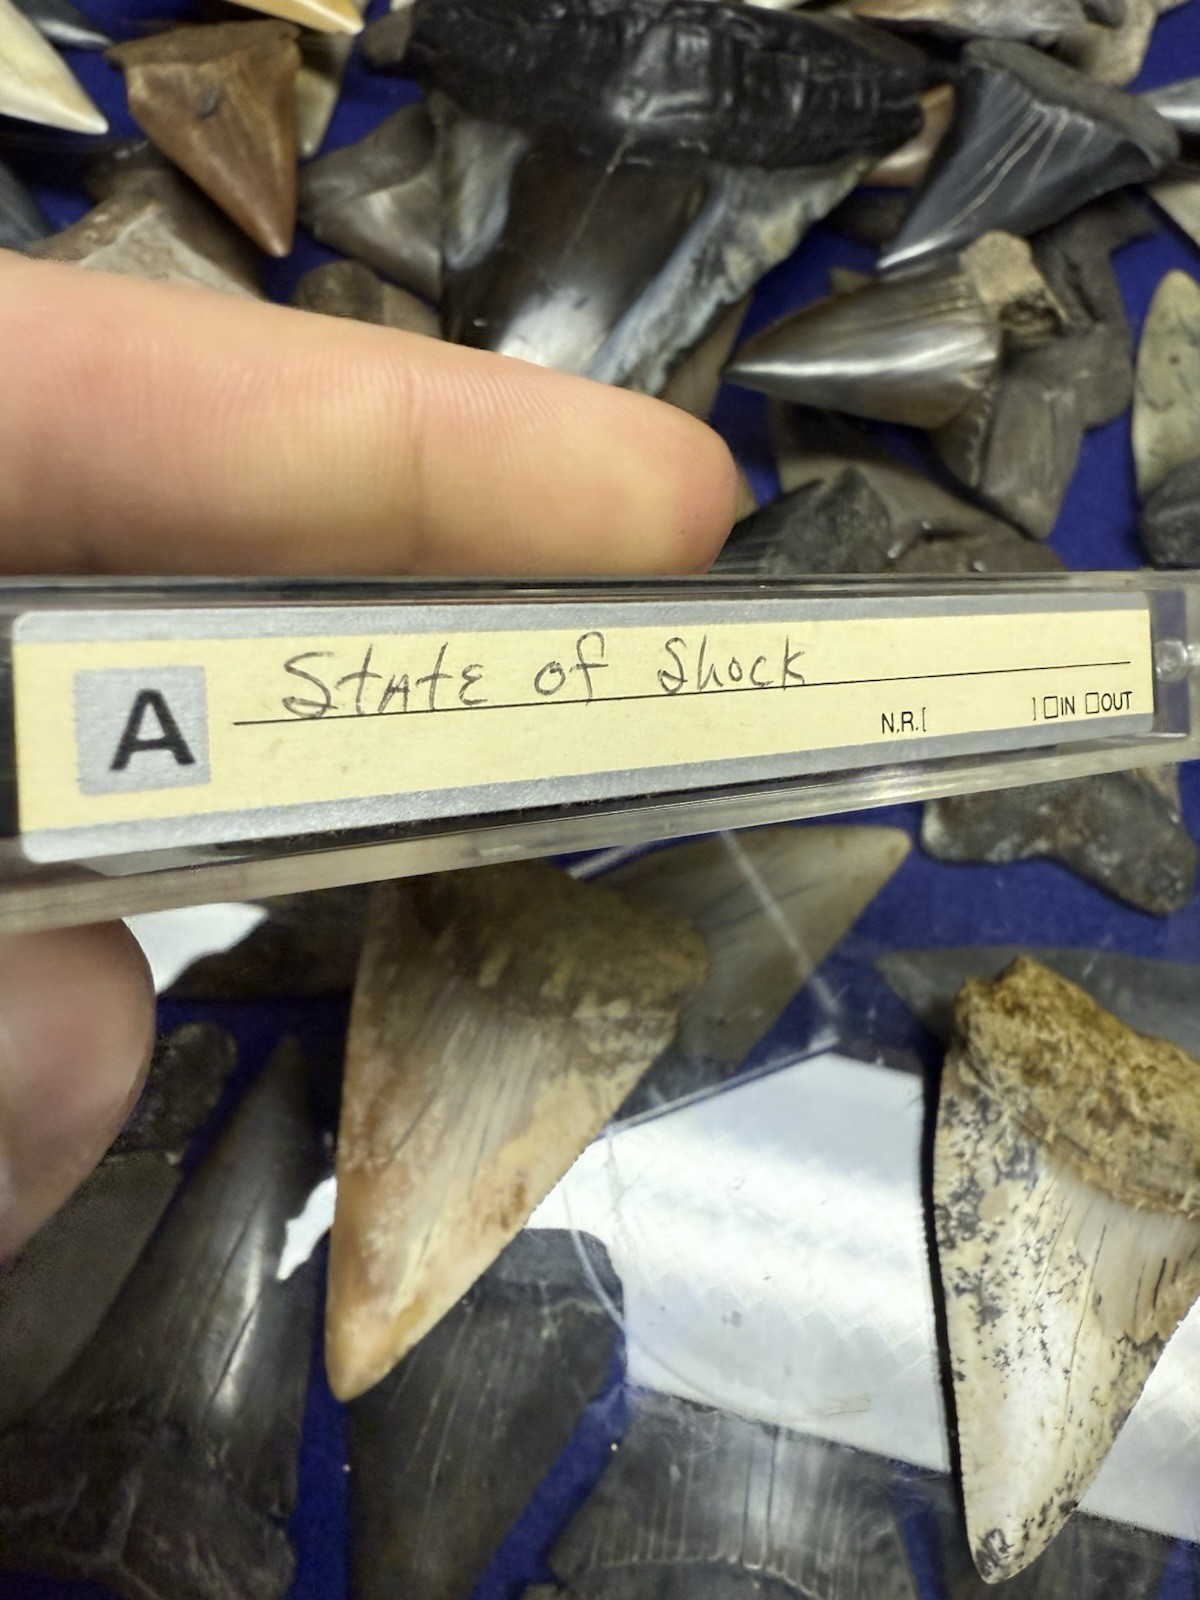 A
State of Shock
N.R.[ ] □IN □OUT